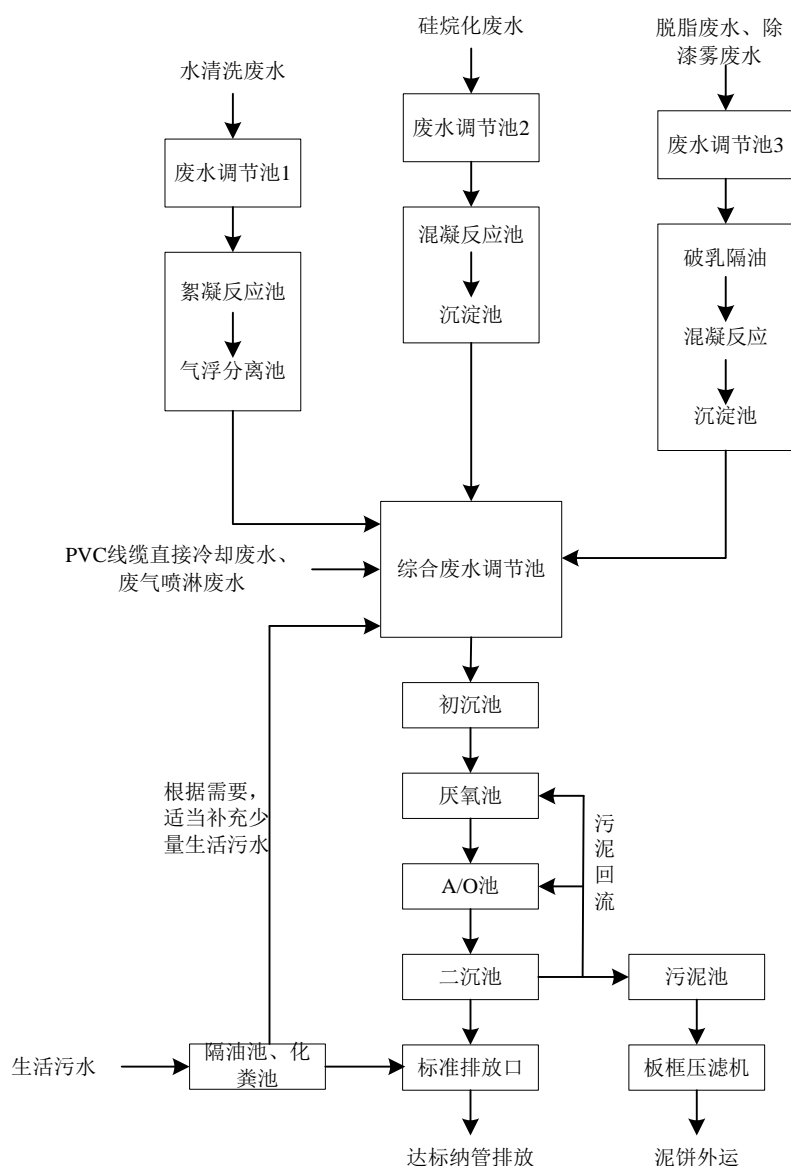 硅烷化废水
脱脂废水、除
漆雾废水
水清洗废水
废水调节池2
废水调节池3
废水调节池1
混凝反应池
沉淀池
破乳隔油
混凝反应
沉淀池
絮凝反应池
气浮分离池
PVC线缆直接冷却废水、
废气喷淋废水
综合废水调节池
初沉池
根据需要，
适当补充少
量生活污水
厌氧池
污
泥
回
流
A/O池
二沉池
污泥池
生活污水
隔油池、化
粪池
标准排放口
板框压滤机
达标纳管排放
泥饼外运